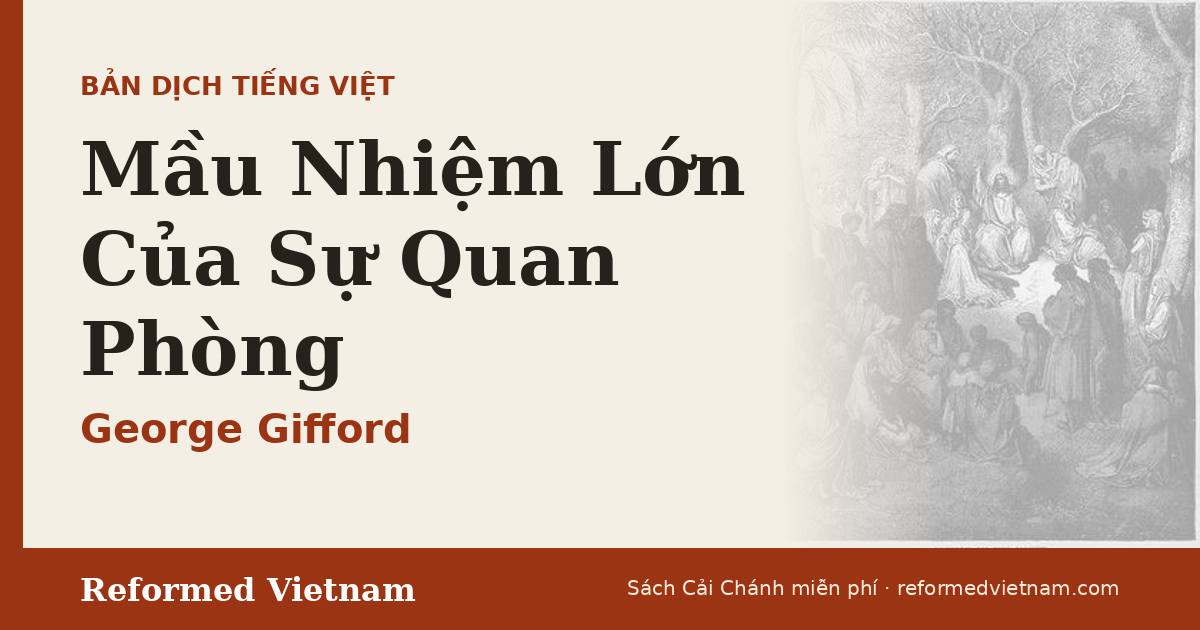 BẢN DỊCH TIẾNG VIỆT
Mầu Nhiệm Lớn
Của Sự Quan
Phòng
George Gifford
Reformed Vietnam
Sách Cải Chánh miễn phí · reformedvietnam.com